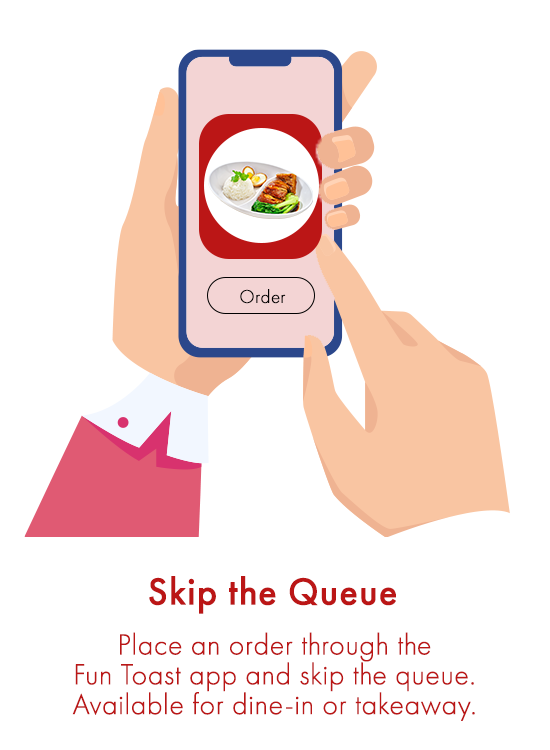 Order
Skip the Queue
Place an order through the
Fun Toast app and skip the queue.
Available for dine-in or takeaway.